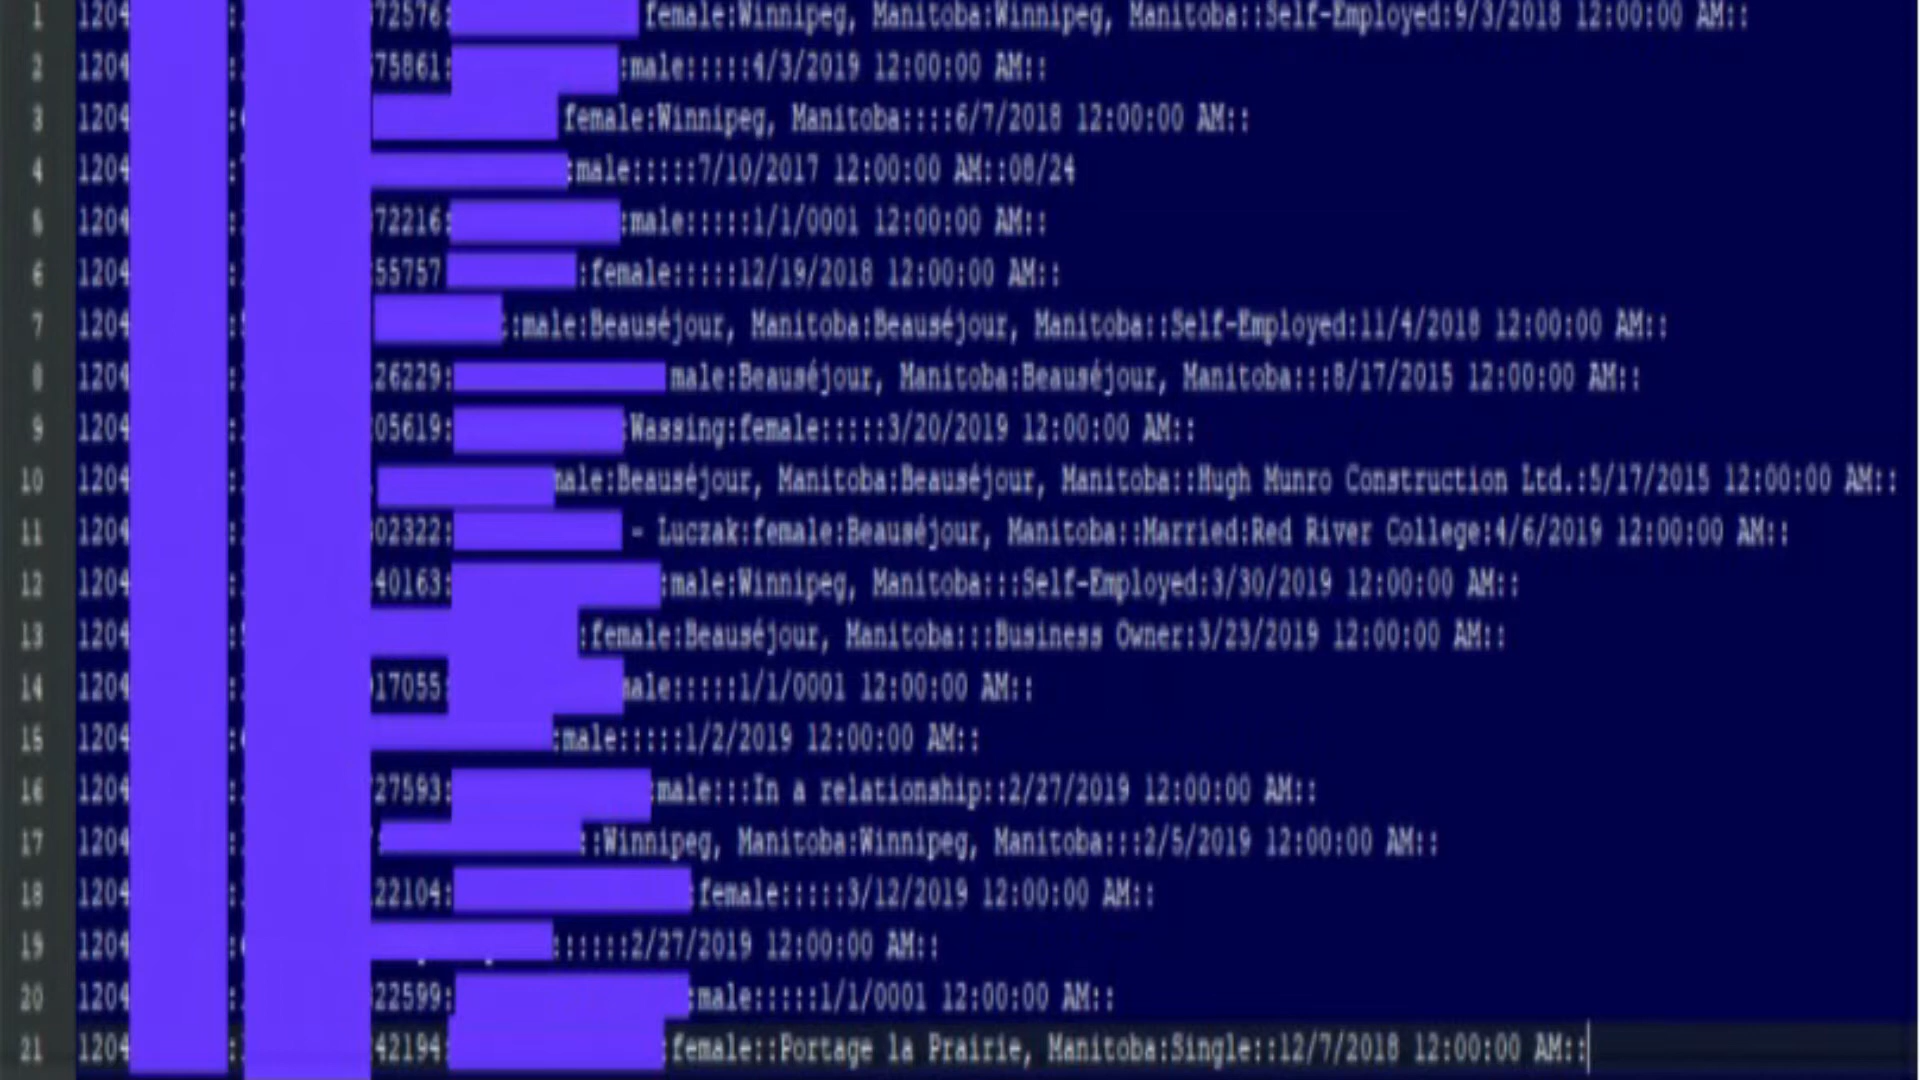 1 1204 : 572576: female:Winnipeg, Manitoba:Winnipeg, Manitoba::Self-Employed:9/3/2018 12:00:00 AM::
2 1204 : 575861: :male:::::4/3/2019 12:00:00 AM::
3 1204 : female:Winnipeg, Manitoba::::6/7/2018 12:00:00 AM::
4 1204 : :male:::::7/10/2017 12:00:00 AM::08/24
5 1204 : 72216: :male:::::1/1/0001 12:00:00 AM::
6 1204 : 55757 :female:::::12/19/2018 12:00:00 AM::
7 1204 : :male:Beauséjour, Manitoba:Beauséjour, Manitoba::Self-Employed:11/4/2018 12:00:00 AM::
8 1204 : 26229: male:Beauséjour, Manitoba:Beauséjour, Manitoba:::8/17/2015 12:00:00 AM::
9 1204 : 05619: :Wassing:female:::::3/20/2019 12:00:00 AM::
10 1204 : male:Beauséjour, Manitoba:Beauséjour, Manitoba::Hugh Munro Construction Ltd.:5/17/2015 12:00:00 AM::
11 1204 : 02322: - Luczak:female:Beauséjour, Manitoba::Married:Red River College:4/6/2019 12:00:00 AM::
12 1204 : 40163: :male:Winnipeg, Manitoba:::Self-Employed:3/30/2019 12:00:00 AM::
13 1204 : :female:Beauséjour, Manitoba:::Business Owner:3/23/2019 12:00:00 AM::
14 1204 : 17055: male:::::1/1/0001 12:00:00 AM::
15 1204 : :male:::::1/2/2019 12:00:00 AM::
16 1204 : 27593: :male:::In a relationship::2/27/2019 12:00:00 AM::
17 1204 : ::Winnipeg, Manitoba:Winnipeg, Manitoba:::2/5/2019 12:00:00 AM::
18 1204 : 22104: :female:::::3/12/2019 12:00:00 AM::
19 1204 : ::::::2/27/2019 12:00:00 AM::
20 1204 : 22599: :male:::::1/1/0001 12:00:00 AM::
21 1204 : 42194: :female::Portage la Prairie, Manitoba:Single::12/7/2018 12:00:00 AM::